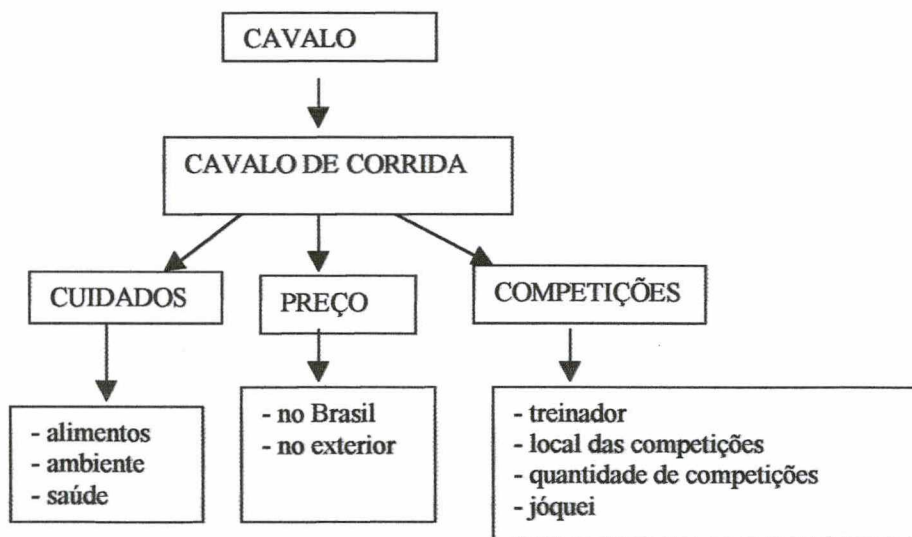 CAVALO
CAVALO DE CORRIDA
CUIDADOS
PREÇO
COMPETIÇÕES
- alimentos
- ambiente
- saúde
- no Brasil
- no exterior
- treinador
- local das competições
- quantidade de competições
- jóquei